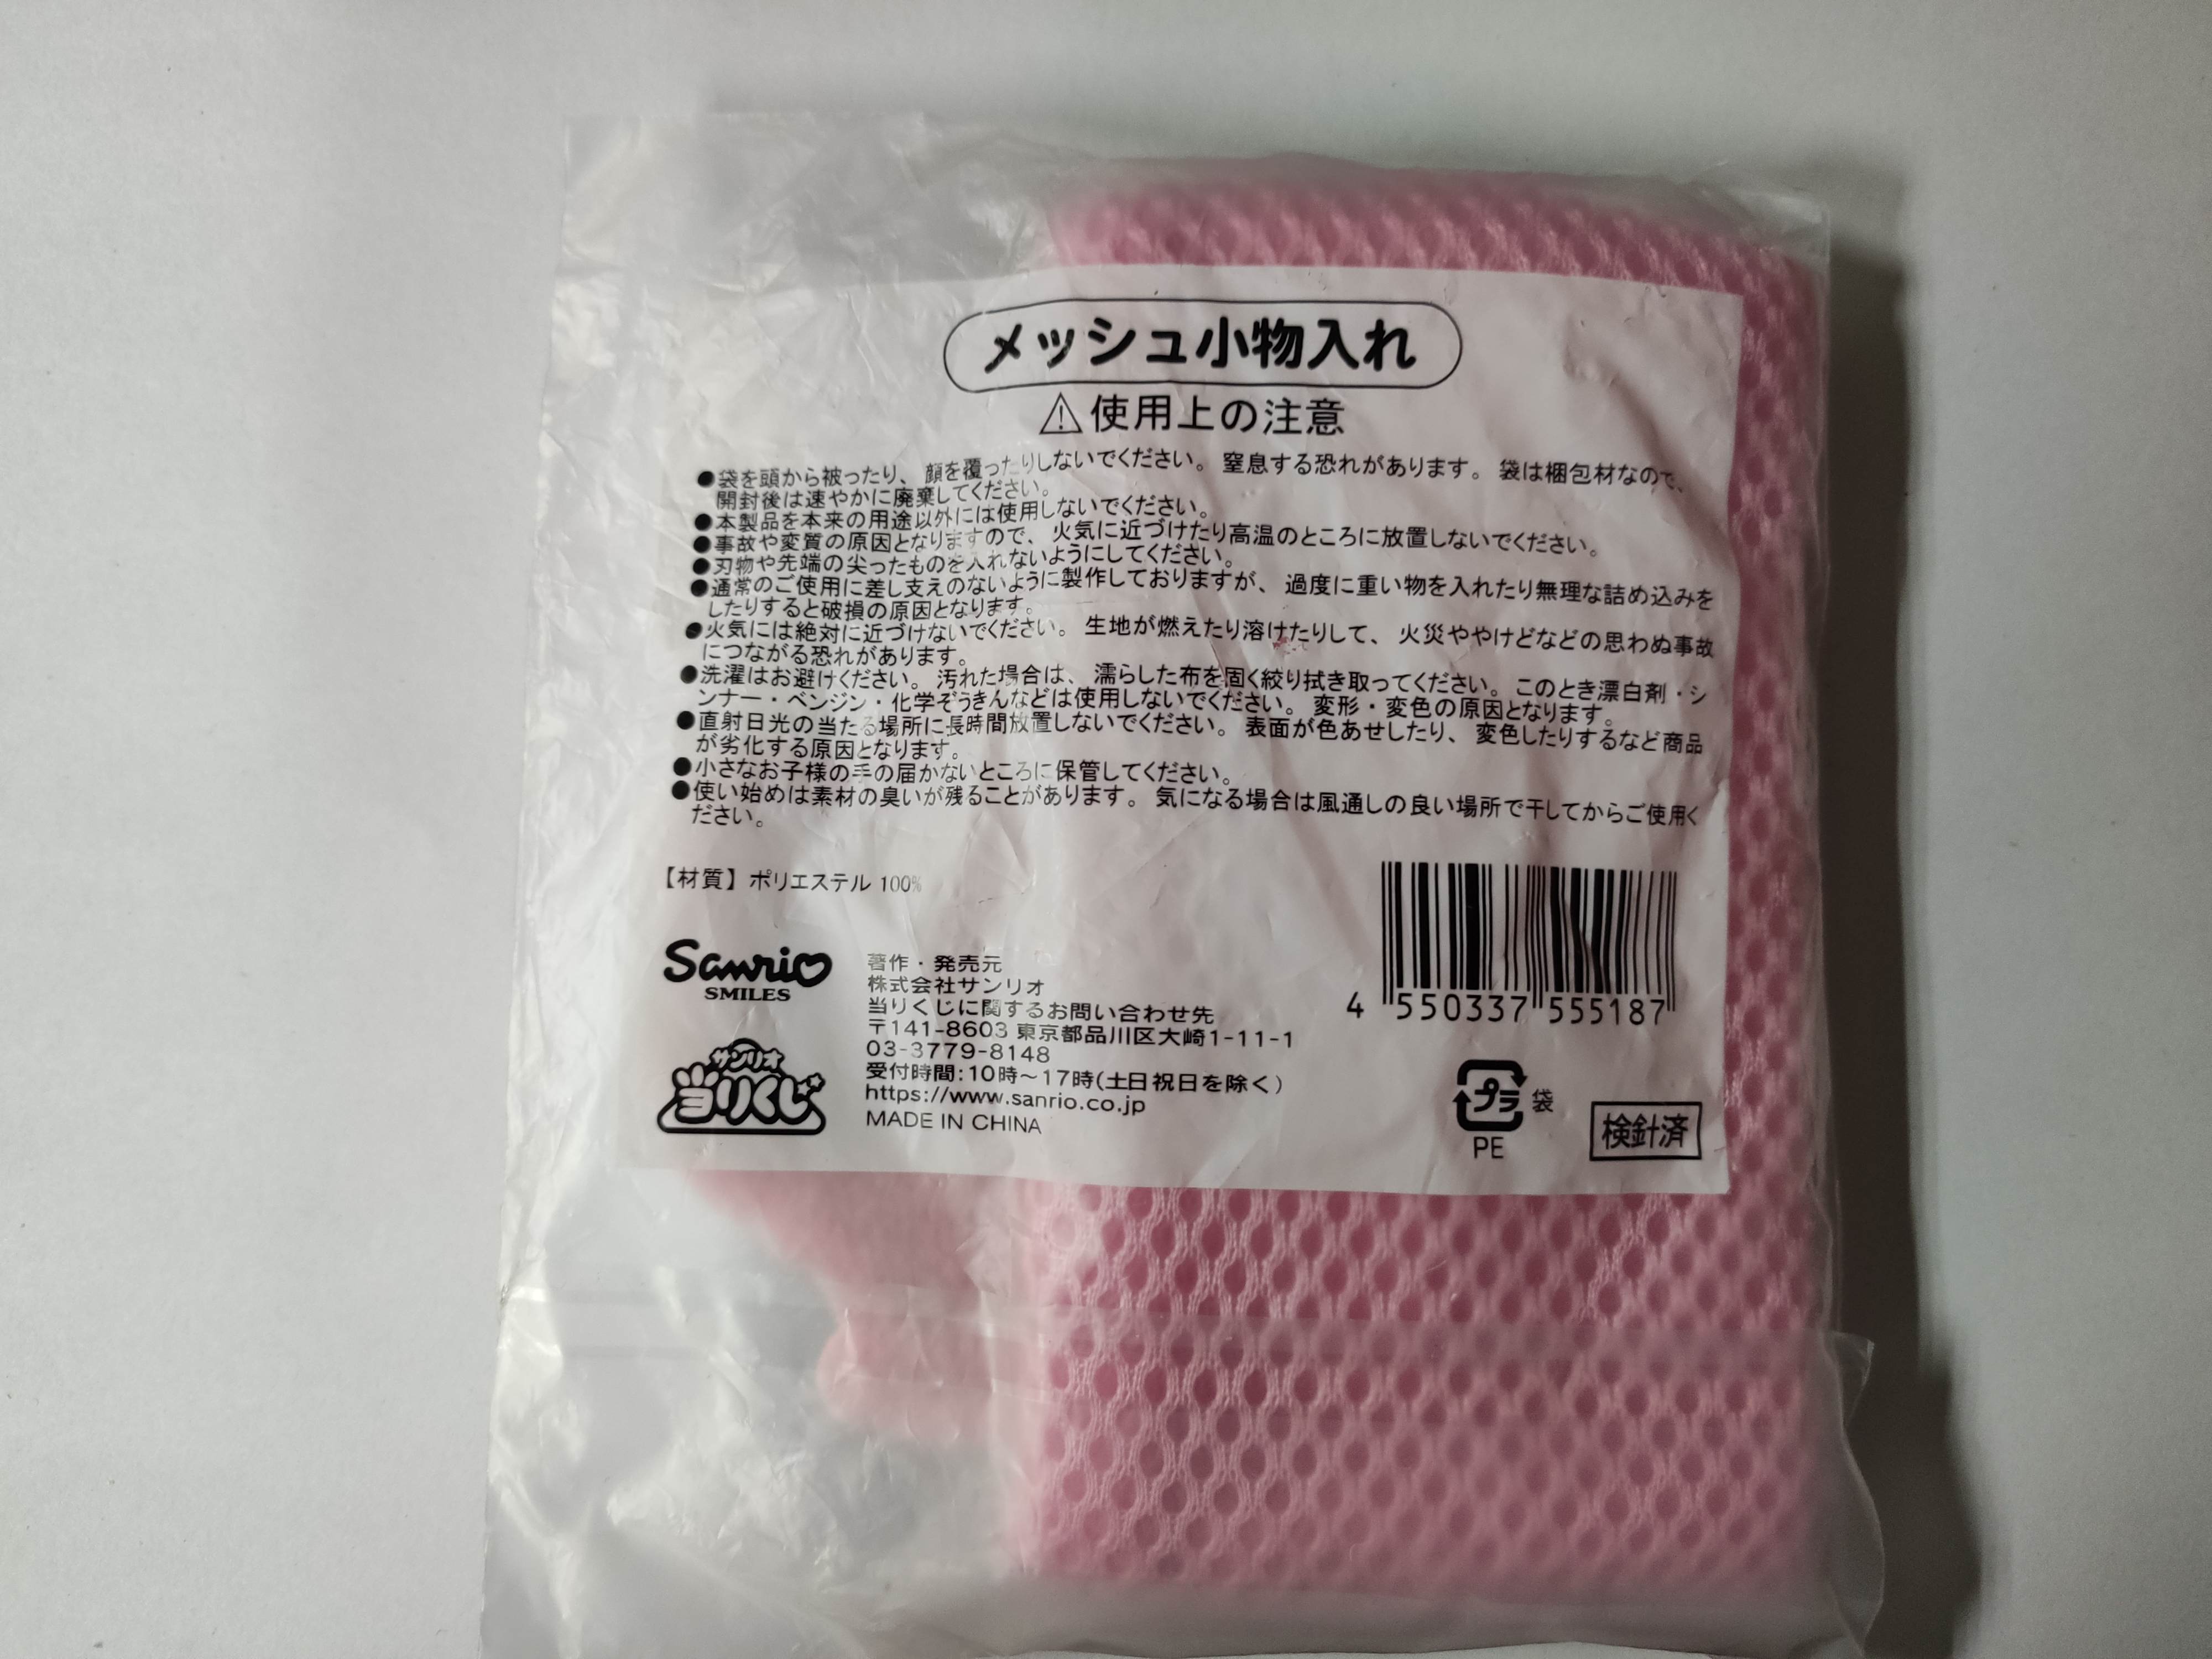 メッシュ小物入れ
⚠使用上の注意
●袋を頭から被ったり、顔を覆ったりしないでください。窒息する恐れがあります。袋は梱包材なので、
開封後は速やかに廃棄してください。
●本製品を本来の用途以外には使用しないでください。
●事故や変質の原因となりますので、火気に近づけたり高温のところに放置しないでください。
●刃物や先端の尖ったものを入れないようにしてください。
●通常のご使用に差し支えのないように製作しておりますが、過度に重い物を入れたり無理な詰め込みを
したりすると破損の原因となります。
●火気には絶対に近づけないでください。生地が燃えたり溶けたりして、火災ややけどなどの思わぬ事故
につながる恐れがあります。
●洗濯はお避けください。汚れた場合は、濡らした布を固く絞り拭き取ってください。このとき漂白剤・シ
ンナー・ベンジン・化学ぞうきんなどは使用しないでください。変形・変色の原因となります。
●直射日光の当たる場所に長時間放置しないでください。表面が色あせしたり、変色したりするなど商品
が劣化する原因となります。
●小さなお子様の手の届かないところに保管してください。
●使い始めは素材の臭いが残ることがあります。気になる場合は風通しの良い場所で干してからご使用く
ださい。
【材質】ポリエステル 100%
4 550337 555187
Sanrio
SMILES
サンリオ
当りくじ
著作・発売元
株式会社サンリオ
当りくじに関するお問い合わせ先
〒141-8603 東京都品川区大崎1-11-1
03-3779-8148
受付時間:10時～17時(土日祝日を除く)
https://www.sanrio.co.jp
MADE IN CHINA
プラ 袋
PE
検針済